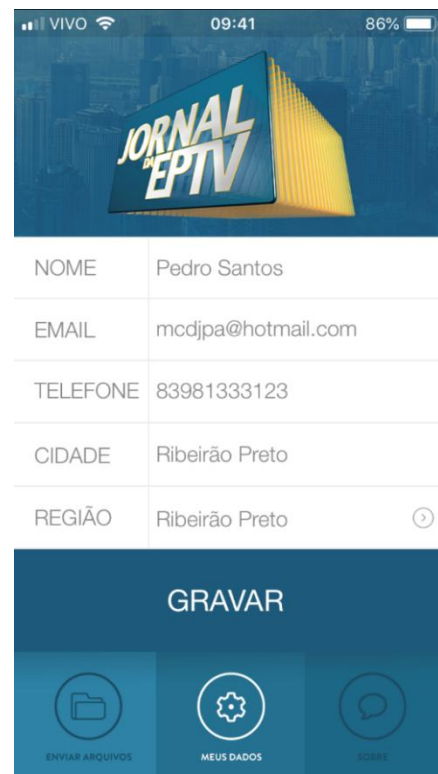 VIVO 09:41 86%
JORNAL
DA EPTV
NOME Pedro Santos
EMAIL mcdjpa@hotmail.com
TELEFONE 83981333123
CIDADE Ribeirão Preto
REGIÃO Ribeirão Preto
GRAVAR
ENVIAR ARQUIVOS MEUS DADOS SOBRE